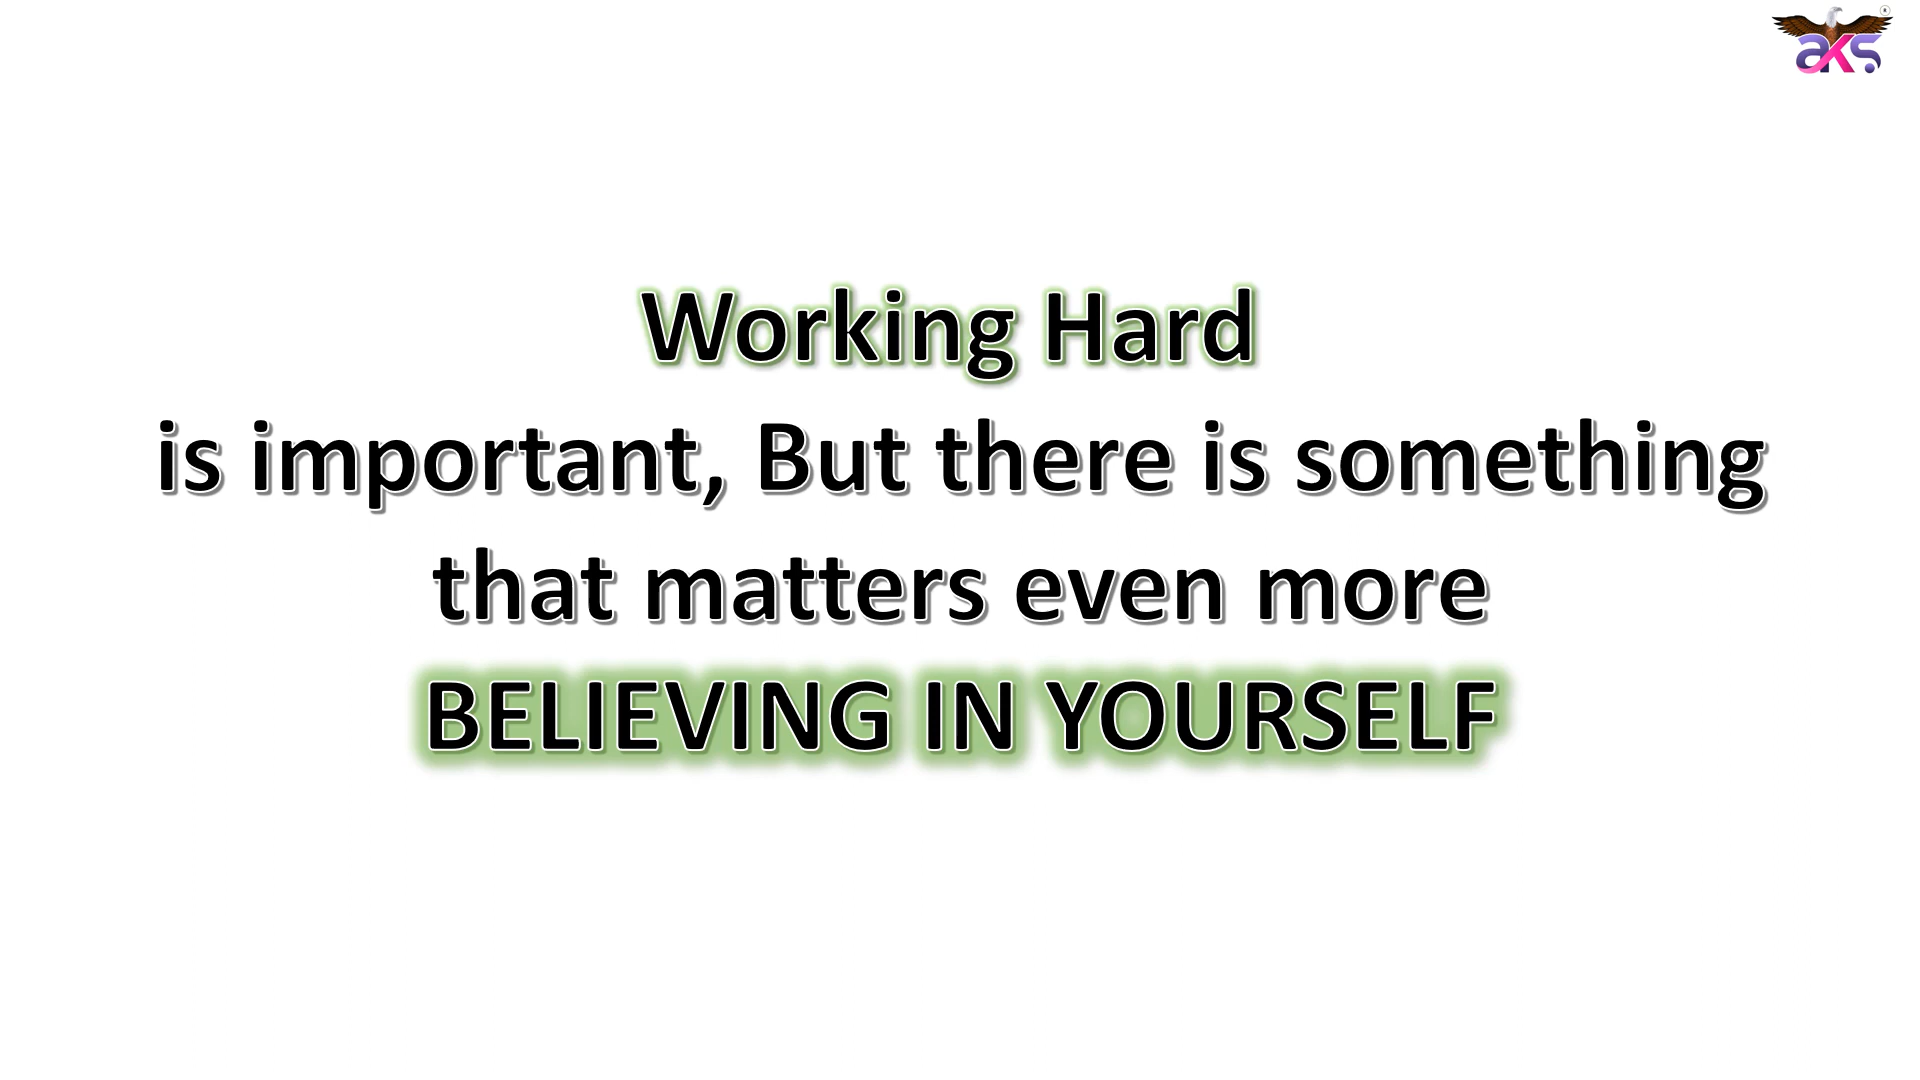 aks
Working Hard
is important, But there is something
that matters even more
BELIEVING IN YOURSELF